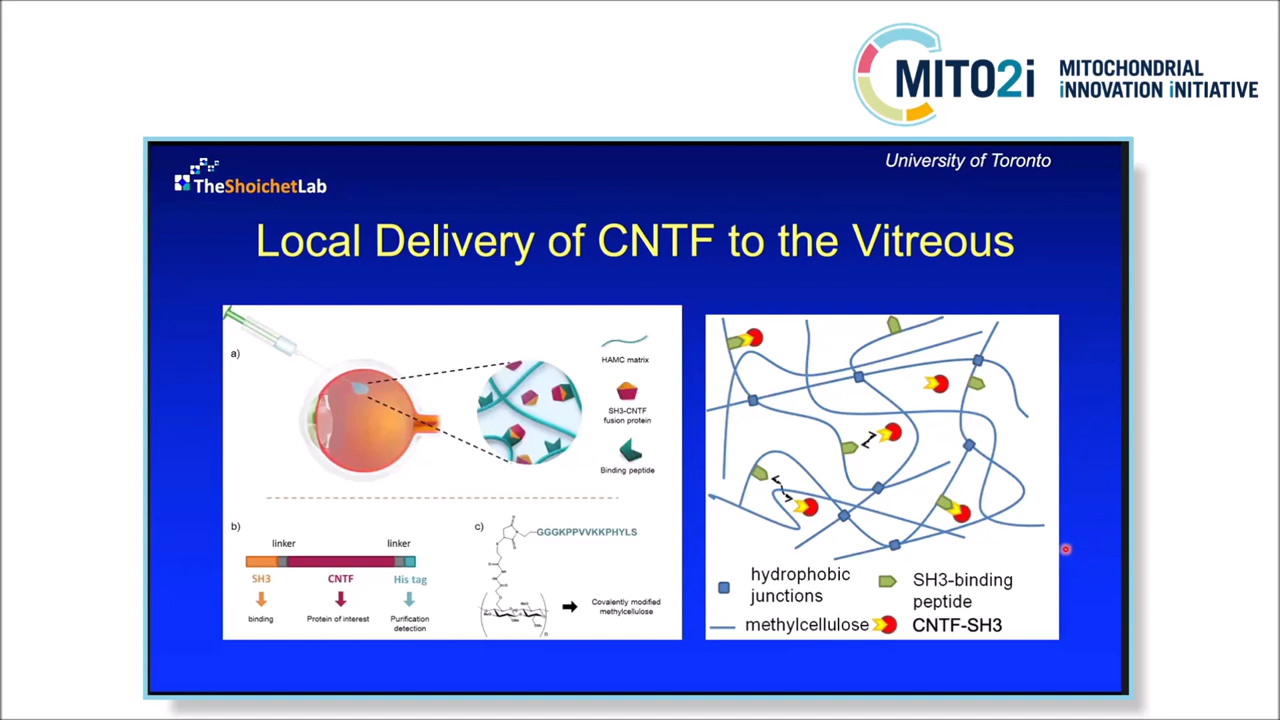 MITO2i
MITOCHONDRIAL
iNNOVATION iNITIATIVE
TheShoichetLab
University of Toronto
Local Delivery of CNTF to the Vitreous
a)
HAMC matrix
SH3-CNTF
fusion protein
Binding peptide
b)
linker
linker
SH3
CNTF
His tag
binding
Protein of interest
Purification
detection
c)
GGGKPPVVKKPHYLS
Covalently modified
methylcellulose
hydrophobic
junctions
SH3-binding
peptide
methylcellulose
CNTF-SH3